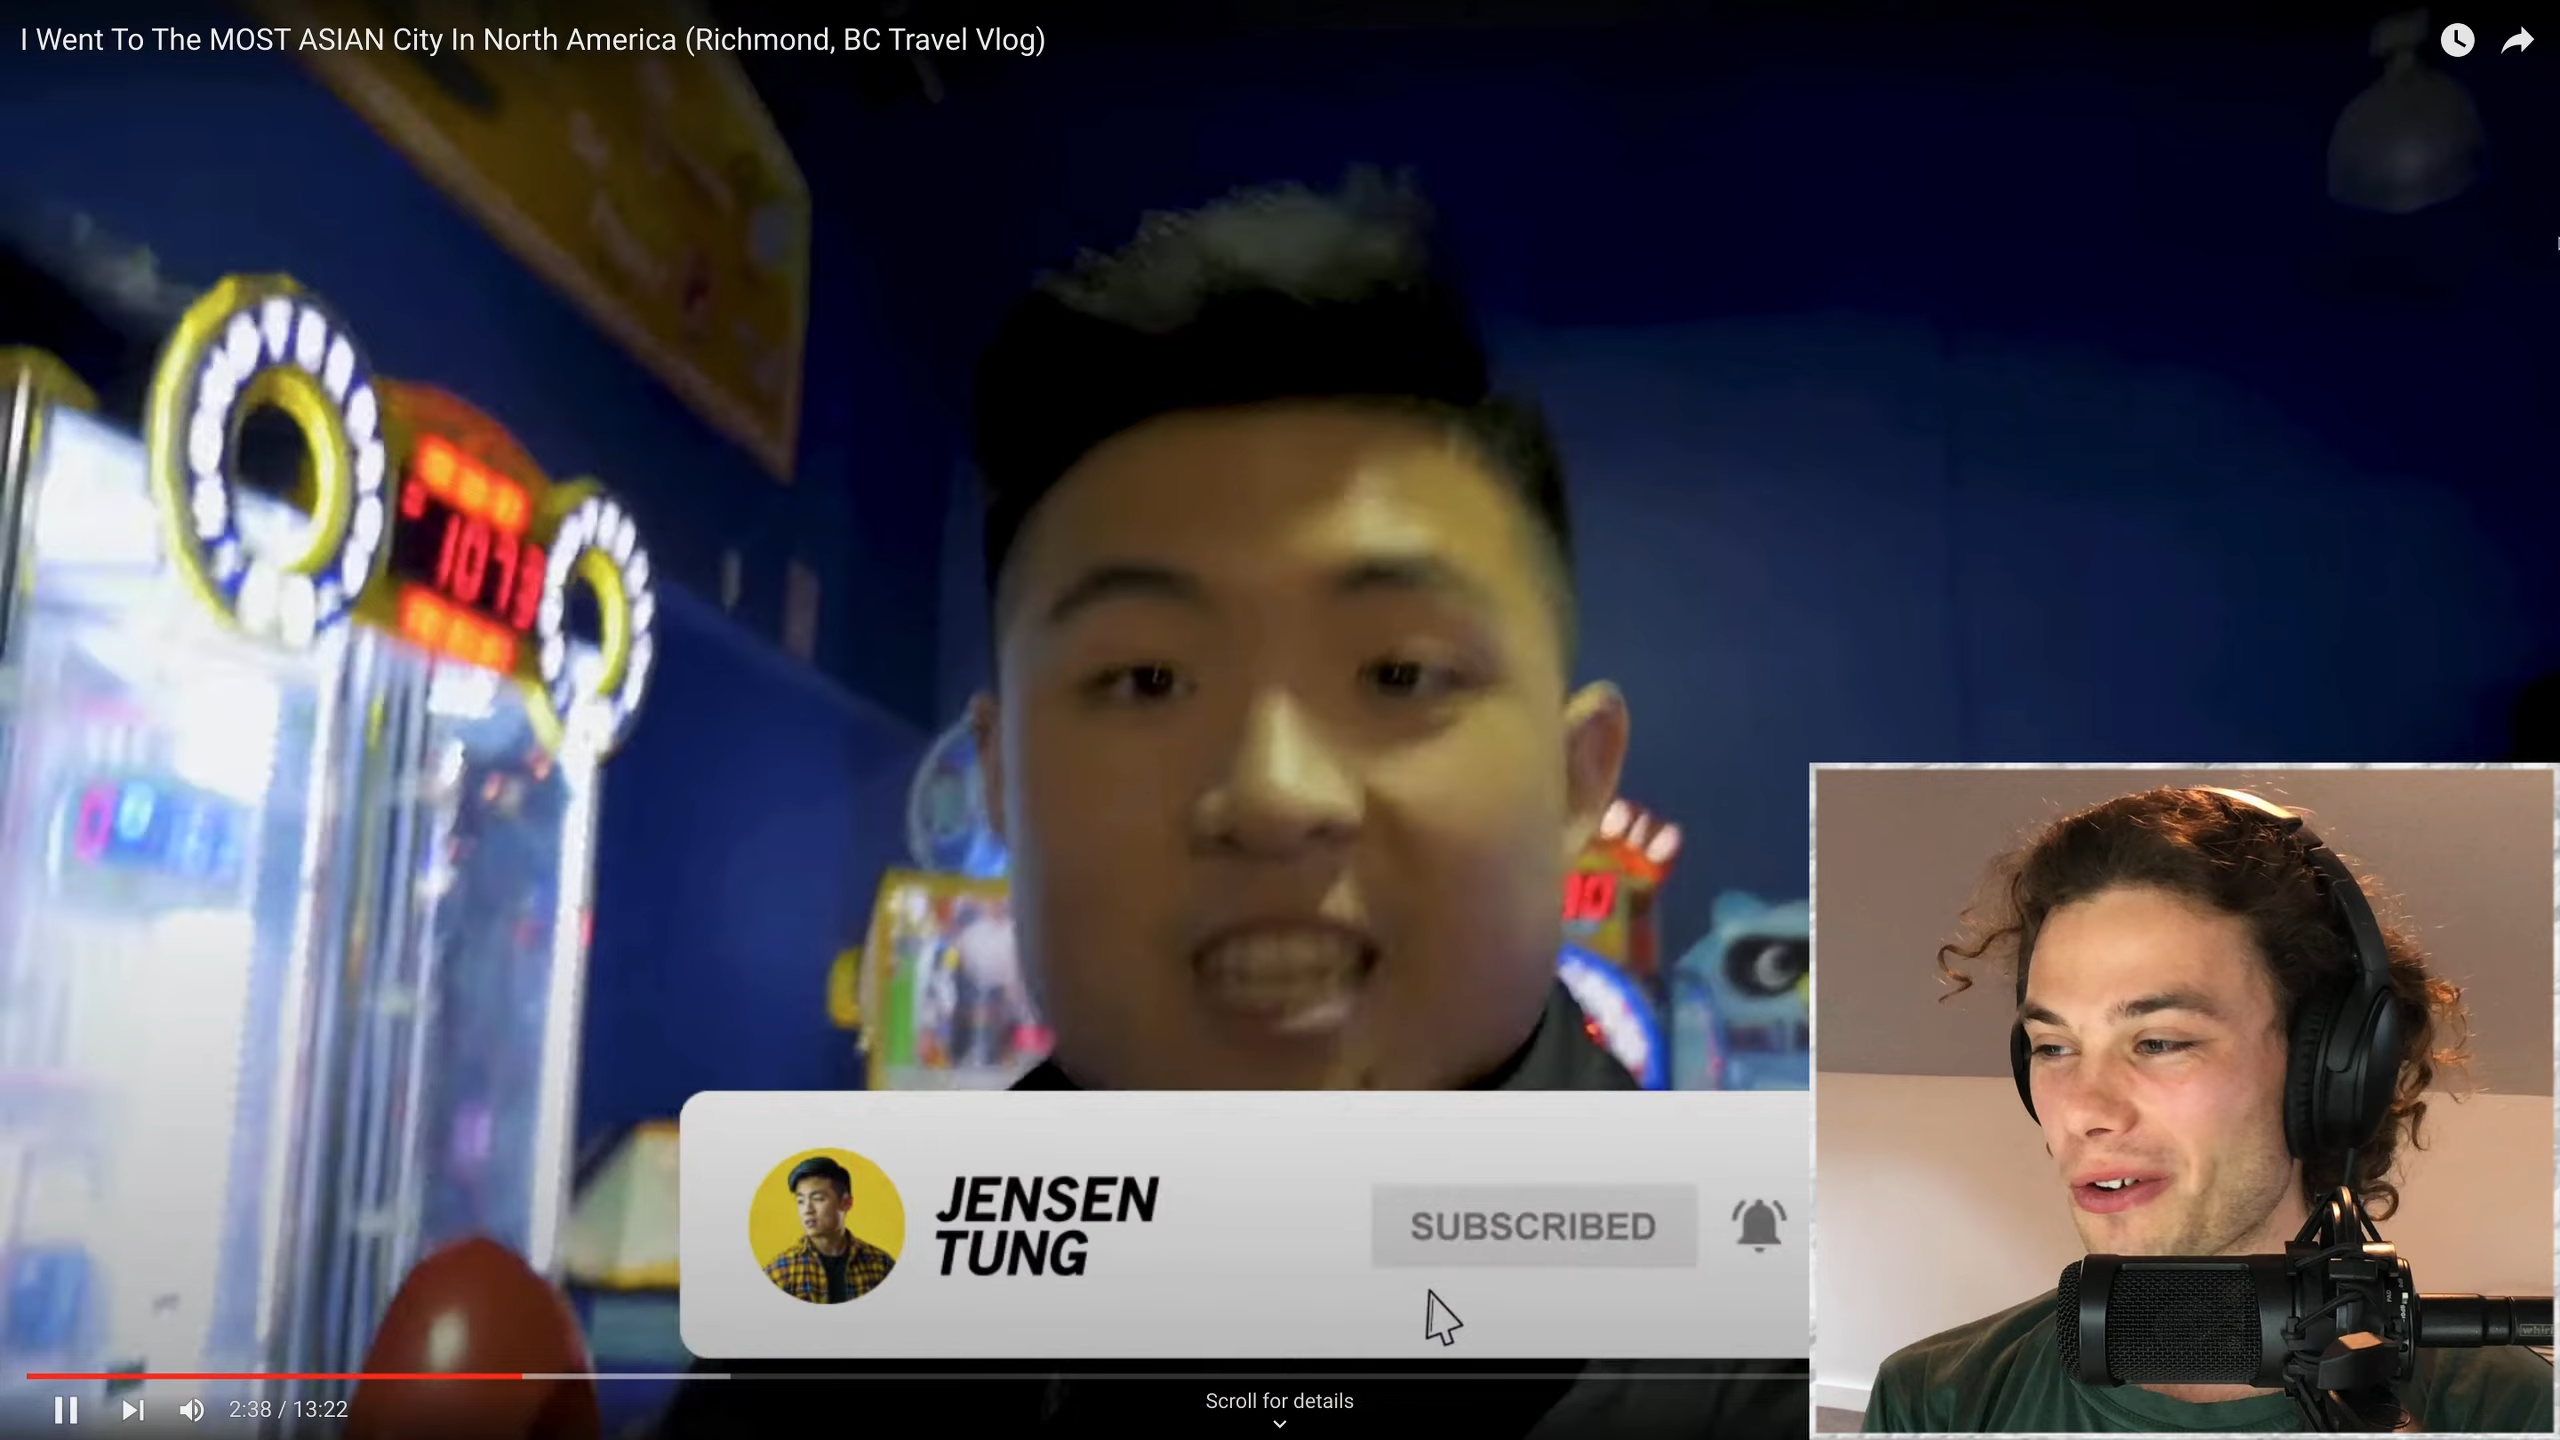 I Went To The MOST ASIAN City In North America (Richmond, BC Travel Vlog)
JENSEN
TUNG
SUBSCRIBED
2:38 / 13:22
Scroll for details